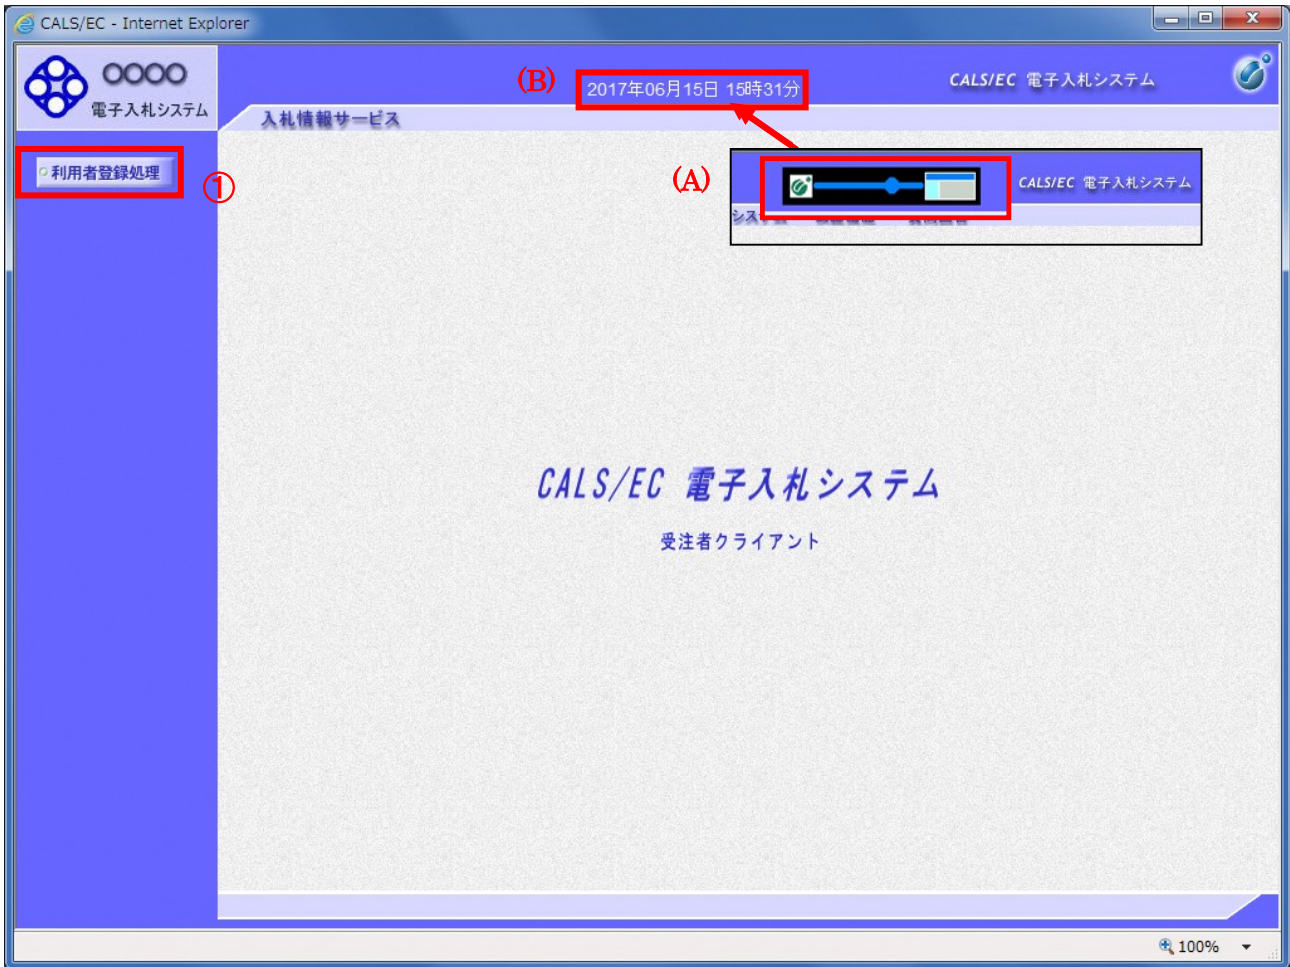 CALS/EC - Internet Explorer
○○○○
電子入札システム
(B)
2017年06月15日 15時31分
CALS/EC 電子入札システム
入札情報サービス
利用者登録処理
①
(A)
CALS/EC 電子入札システム
CALS/EC 電子入札システム
受注者クライアント
100%